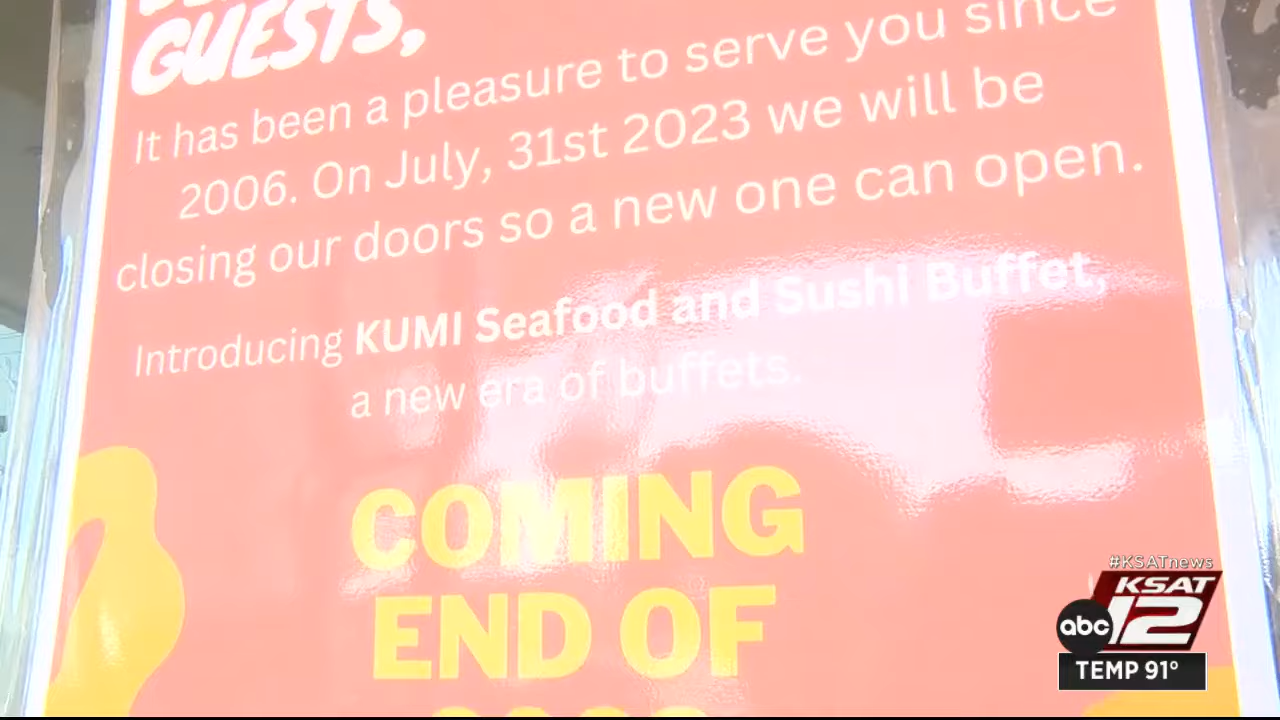 GUESTS,
It has been a pleasure to serve you since
2006. On July, 31st 2023 we will be
closing our doors so a new one can open.
Introducing KUMI Seafood and Sushi Buffet,
a new era of buffets.
COMING
END OF
#KSATnews
KSAT
abc 12
TEMP 91°